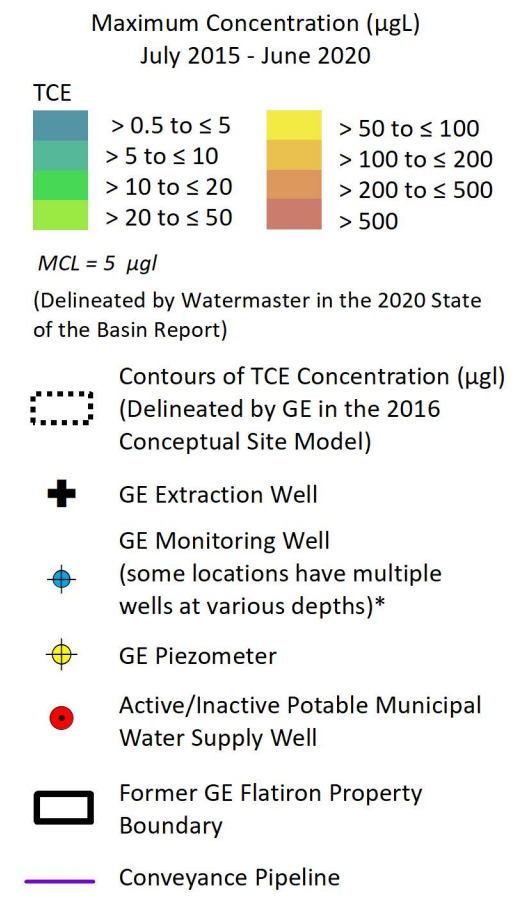 Maximum Concentration (µgL)
July 2015 - June 2020
TCE
> 0.5 to ≤ 5
> 5 to ≤ 10
> 10 to ≤ 20
> 20 to ≤ 50
> 50 to ≤ 100
> 100 to ≤ 200
> 200 to ≤ 500
> 500
MCL = 5 µgl
(Delineated by Watermaster in the 2020 State
of the Basin Report)
Contours of TCE Concentration (µgl)
(Delineated by GE in the 2016
Conceptual Site Model)
GE Extraction Well
GE Monitoring Well
(some locations have multiple
wells at various depths)*
GE Piezometer
Active/Inactive Potable Municipal
Water Supply Well
Former GE Flatiron Property
Boundary
Conveyance Pipeline